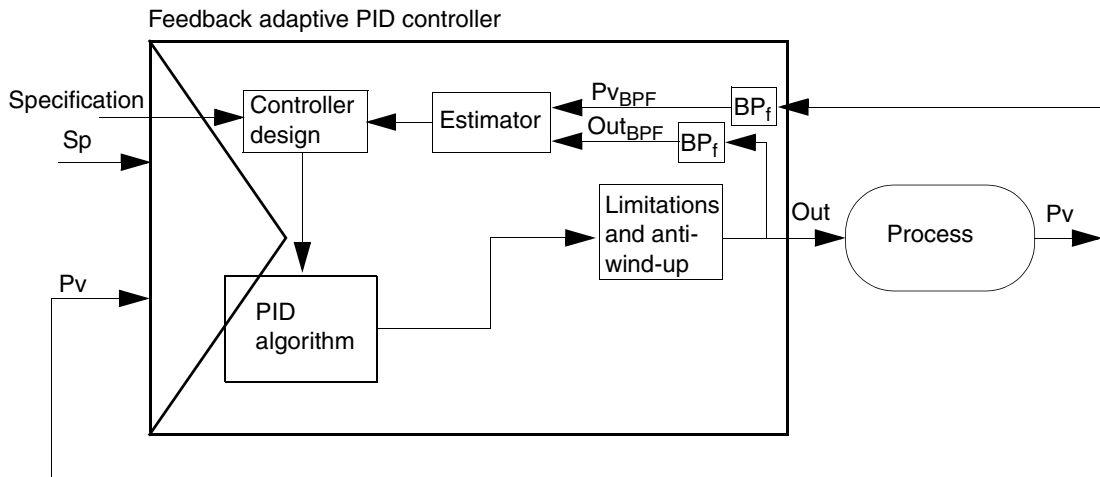 Feedback adaptive PID controller
Specification
Sp
Pv
Controller
design
Estimator
PvBPF
OutBPF
BPf
BPf
Limitations
and anti-
wind-up
Out
Process
Pv
PID
algorithm